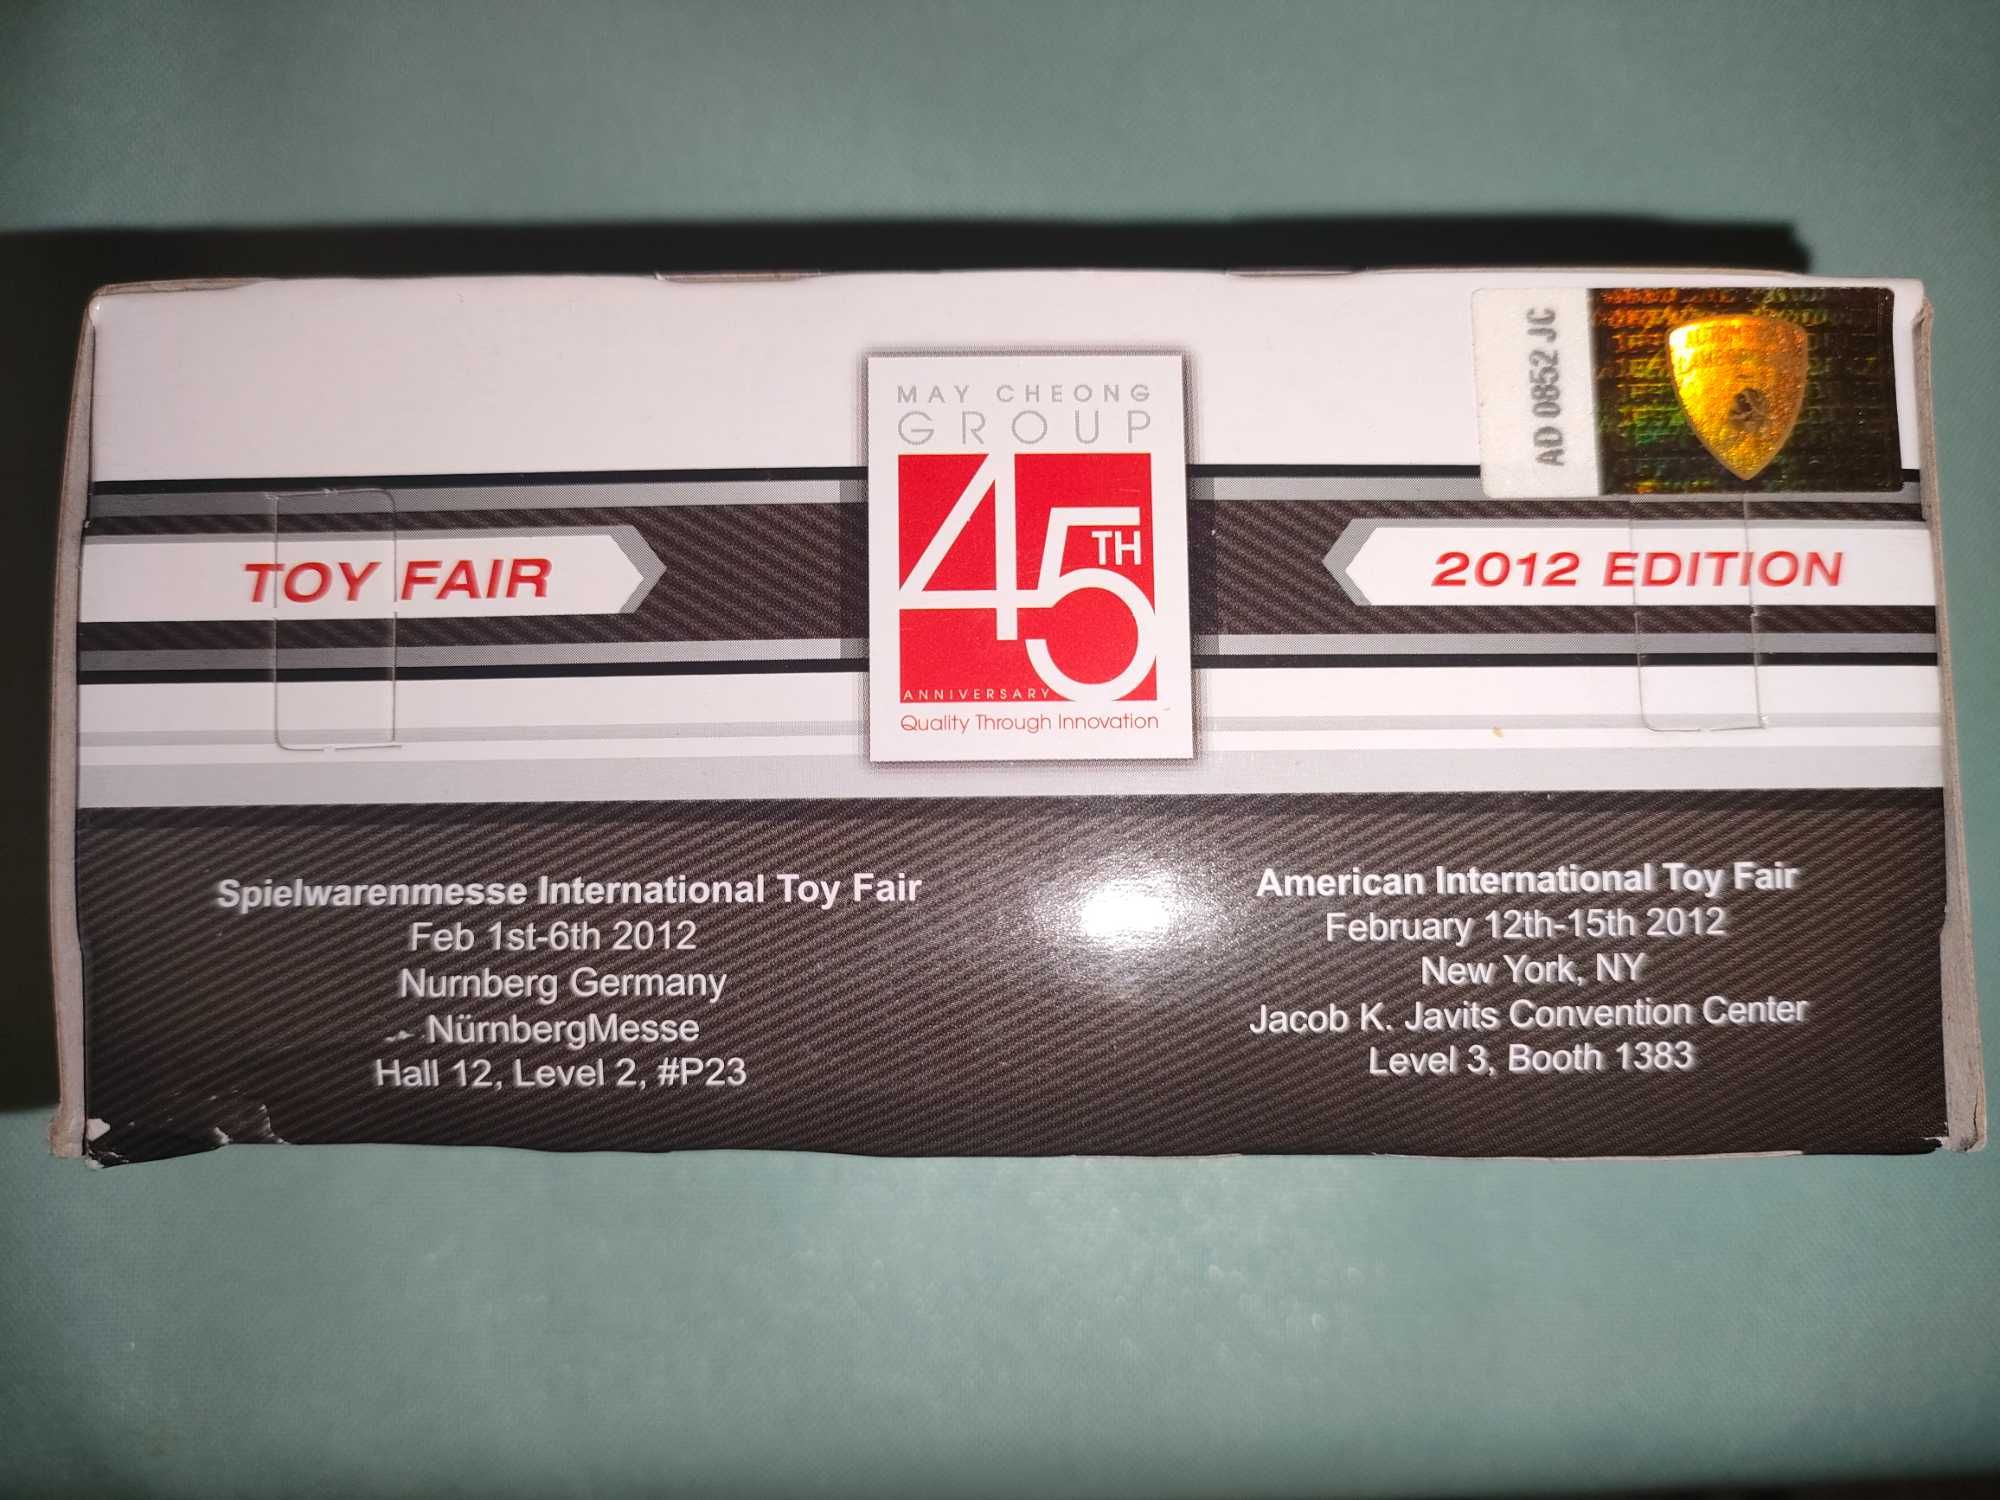 AD 0852 JC
MAY CHEONG
GROUP
45TH
ANNIVERSARY
Quality Through Innovation
TOY FAIR
2012 EDITION
Spielwarenmesse International Toy Fair
Feb 1st-6th 2012
Nurnberg Germany
NürnbergMesse
Hall 12, Level 2, #P23
American International Toy Fair
February 12th-15th 2012
New York, NY
Jacob K. Javits Convention Center
Level 3, Booth 1383